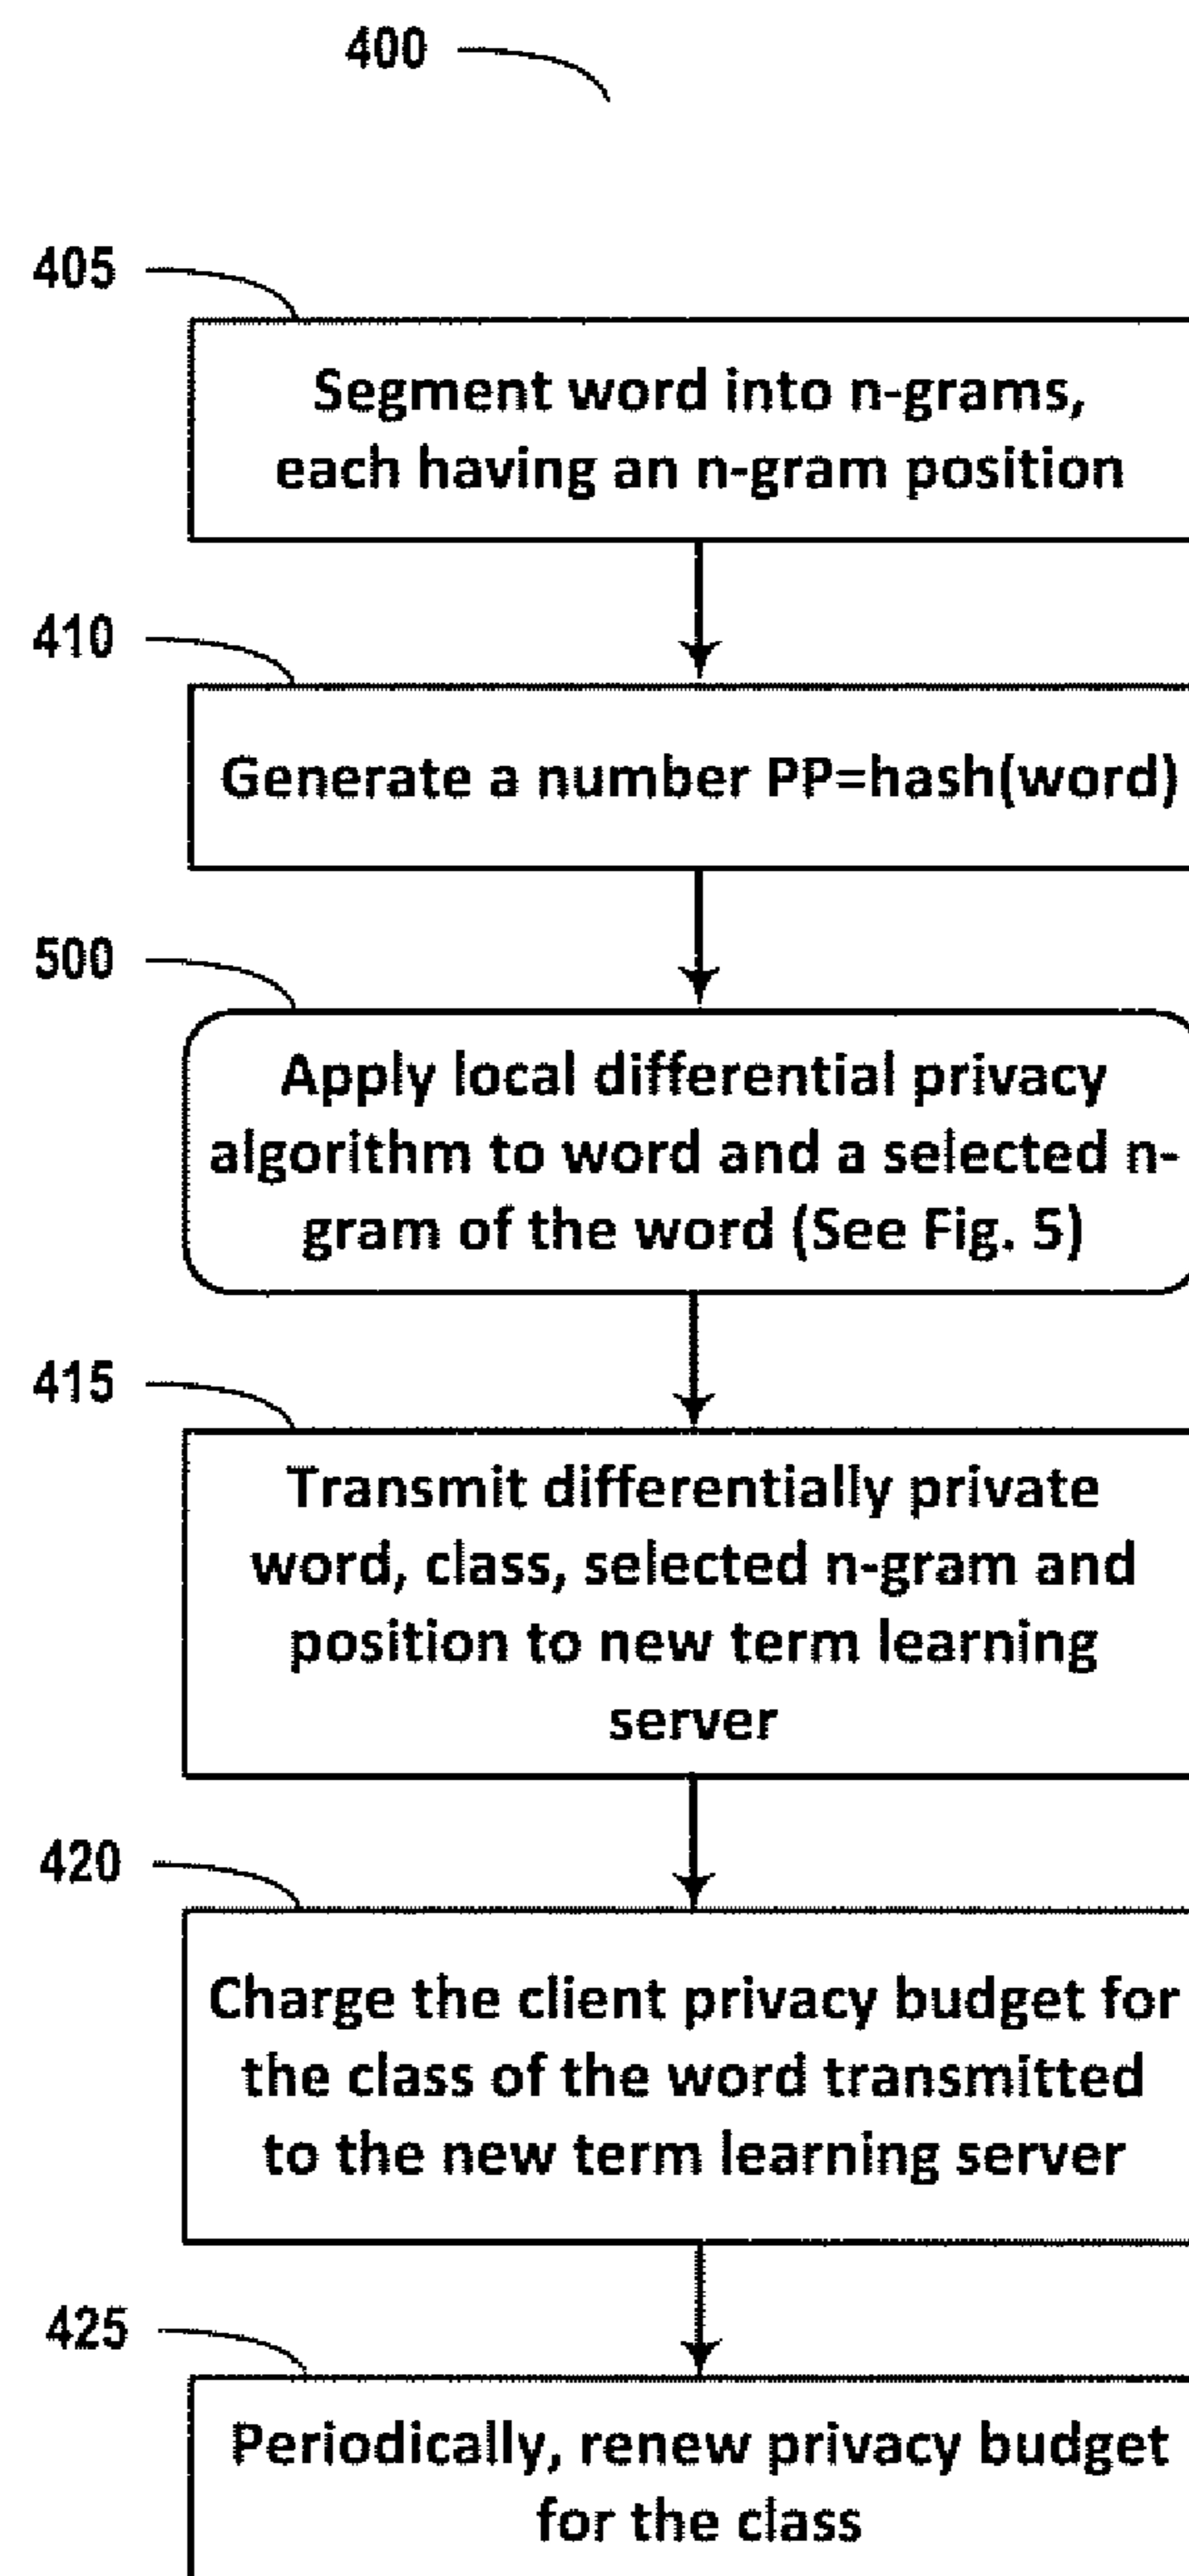 400
405
Segment word into n-grams,
each having an n-gram position
410
Generate a number PP=hash(word)
500
Apply local differential privacy
algorithm to word and a selected n-
gram of the word (See Fig. 5)
415
Transmit differentially private
word, class, selected n-gram and
position to new term learning
server
420
Charge the client privacy budget for
the class of the word transmitted
to the new term learning server
425
Periodically, renew privacy budget
for the class